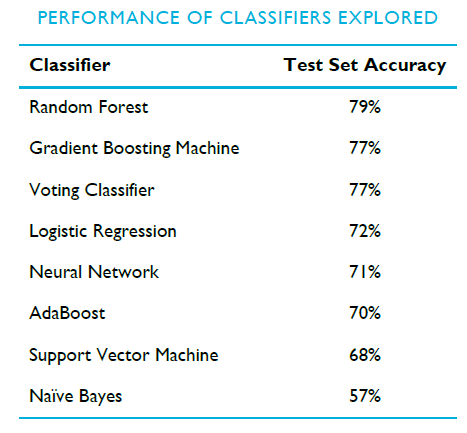 PERFORMANCE OF CLASSIFIERS EXPLORED
Classifier Test Set Accuracy
Random Forest 79%
Gradient Boosting Machine 77%
Voting Classifier 77%
Logistic Regression 72%
Neural Network 71%
AdaBoost 70%
Support Vector Machine 68%
Naïve Bayes 57%